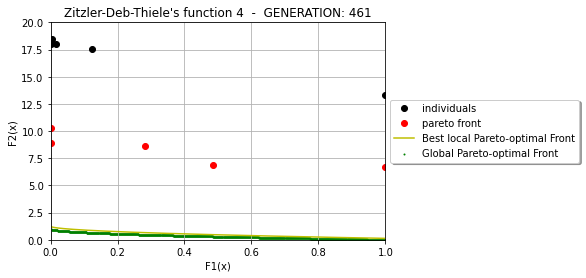 Zitzler-Deb-Thiele's function 4 - GENERATION: 461
20.0
17.5
15.0
12.5
10.0
7.5
5.0
2.5
0.0
F2(x)
0.0 0.2 0.4 0.6 0.8 1.0
F1(x)
individuals
pareto front
Best local Pareto-optimal Front
Global Pareto-optimal Front